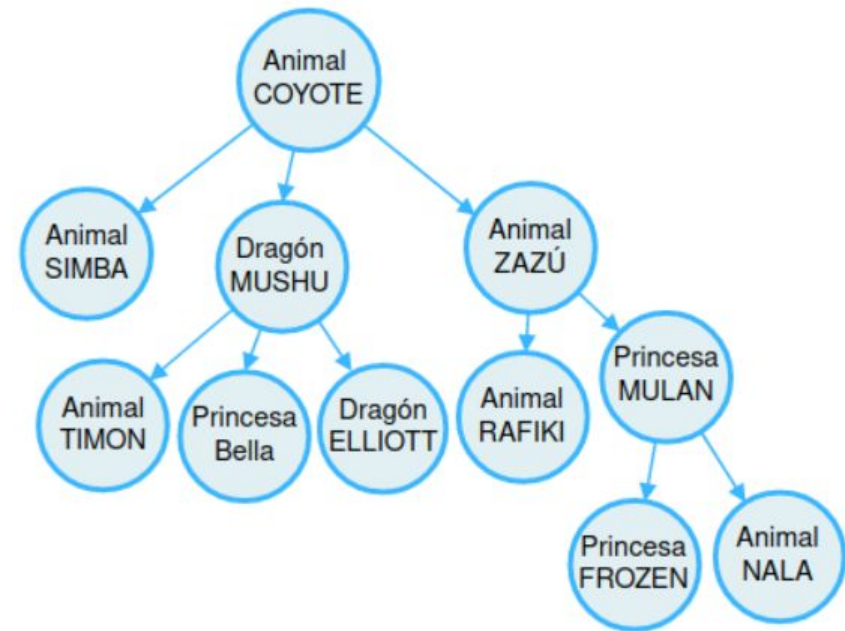 Animal
COYOTE
Animal
SIMBA
Dragón
MUSHU
Animal
ZAZÚ
Animal
TIMON
Princesa
Bella
Dragón
ELLIOTT
Animal
RAFIKI
Princesa
MULAN
Princesa
FROZEN
Animal
NALA